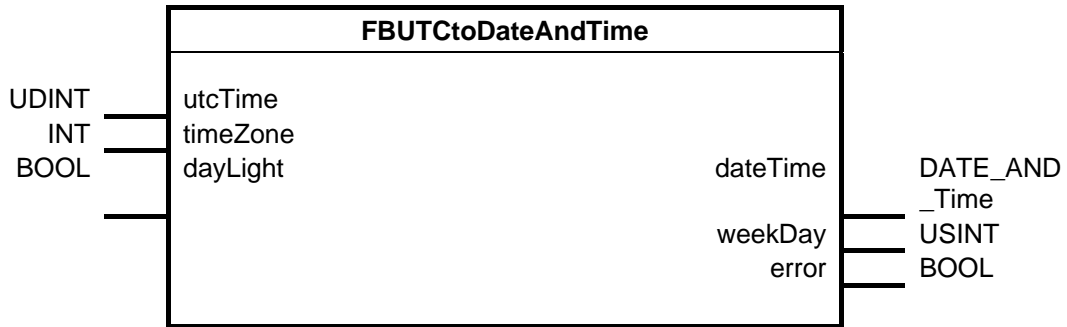 FBUTCtoDateAndTime
UDINT utcTime
INT timeZone
BOOL dayLight dateTime DATE_AND
_Time
weekDay USINT
error BOOL